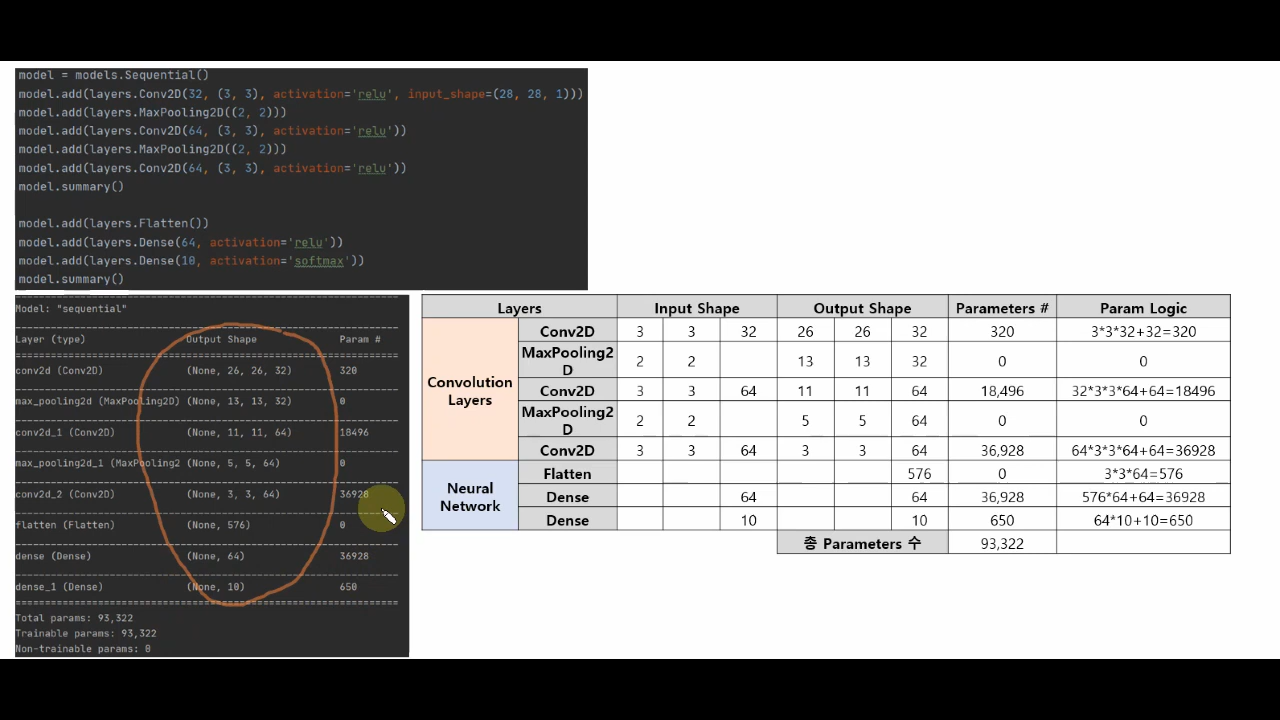 model = models.Sequential()
model.add(layers.Conv2D(32, (3, 3), activation='relu', input_shape=(28, 28, 1)))
model.add(layers.MaxPooling2D((2, 2)))
model.add(layers.Conv2D(64, (3, 3), activation='relu'))
model.add(layers.MaxPooling2D((2, 2)))
model.add(layers.Conv2D(64, (3, 3), activation='relu'))
model.summary()
model.add(layers.Flatten())
model.add(layers.Dense(64, activation='relu'))
model.add(layers.Dense(10, activation='softmax'))
model.summary()
Model: "sequential"
Layer (type) Output Shape Param #
conv2d (Conv2D) (None, 26, 26, 32) 320
max_pooling2d (MaxPooling2D) (None, 13, 13, 32) 0
conv2d_1 (Conv2D) (None, 11, 11, 64) 18496
max_pooling2d_1 (MaxPooling2 (None, 5, 5, 64) 0
conv2d_2 (Conv2D) (None, 3, 3, 64) 36928
flatten (Flatten) (None, 576) 0
dense (Dense) (None, 64) 36928
dense_1 (Dense) (None, 10) 650
Total params: 93,322
Trainable params: 93,322
Non-trainable params: 0
Layers Input Shape Output Shape Parameters # Param Logic
Convolution
Layers
Conv2D 3 3 32 26 26 32 320 3*3*32+32=320
MaxPooling2
D 2 2 13 13 32 0 0
Conv2D 3 3 64 11 11 64 18,496 32*3*3*64+64=18496
MaxPooling2
D 2 2 5 5 64 0 0
Conv2D 3 3 64 3 3 64 36,928 64*3*3*64+64=36928
Neural
Network
Flatten 576 0 3*3*64=576
Dense 64 64 36,928 576*64+64=36928
Dense 10 10 650 64*10+10=650
총 Parameters 수 93,322